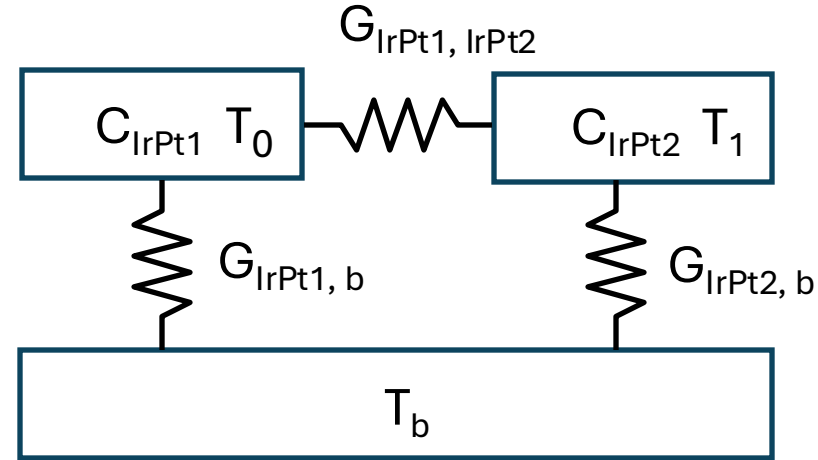 G_IrPt1, IrPt2
C_IrPt1 T_0
C_IrPt2 T_1
G_IrPt1, b
G_IrPt2, b
T_b